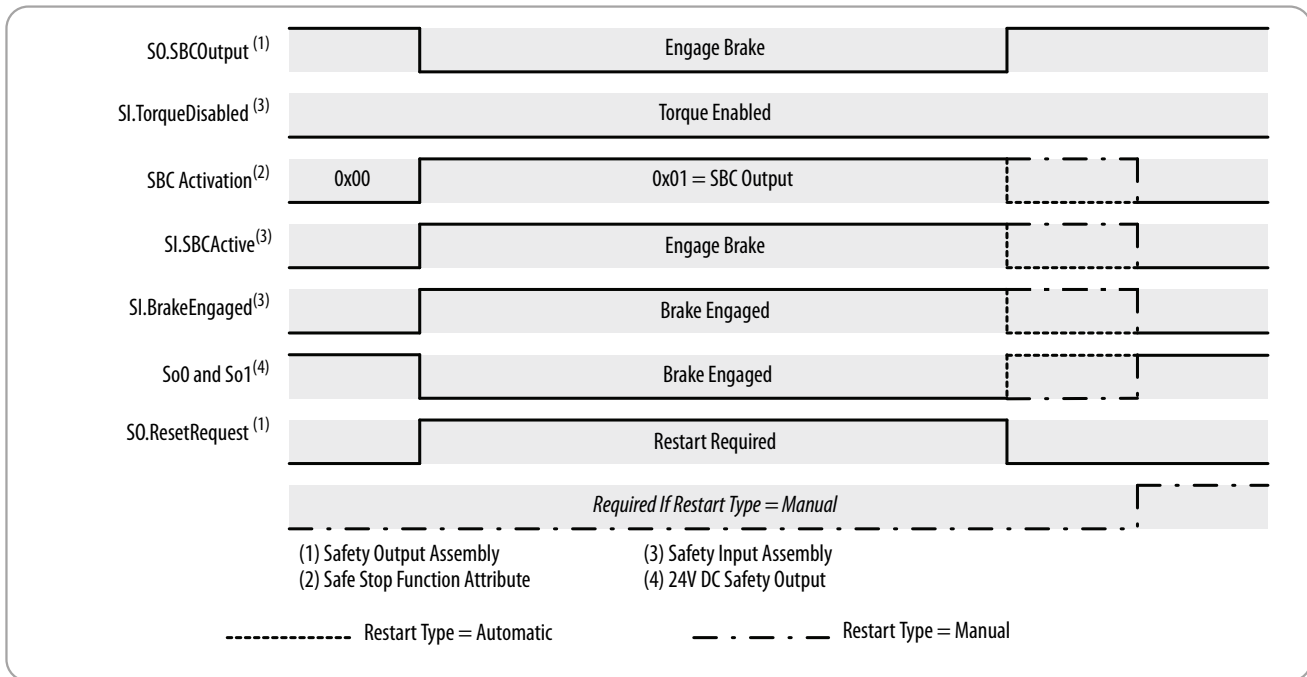 SO.SBCOutput (1) Engage Brake
SI.TorqueDisabled (3) Torque Enabled
SBC Activation(2) 0x00 0x01 = SBC Output
SI.SBCActive(3) Engage Brake
SI.BrakeEngaged(3) Brake Engaged
So0 and So1(4) Brake Engaged
SO.ResetRequest (1) Restart Required
Required If Restart Type = Manual
(1) Safety Output Assembly (3) Safety Input Assembly
(2) Safe Stop Function Attribute (4) 24V DC Safety Output
Restart Type = Automatic Restart Type = Manual